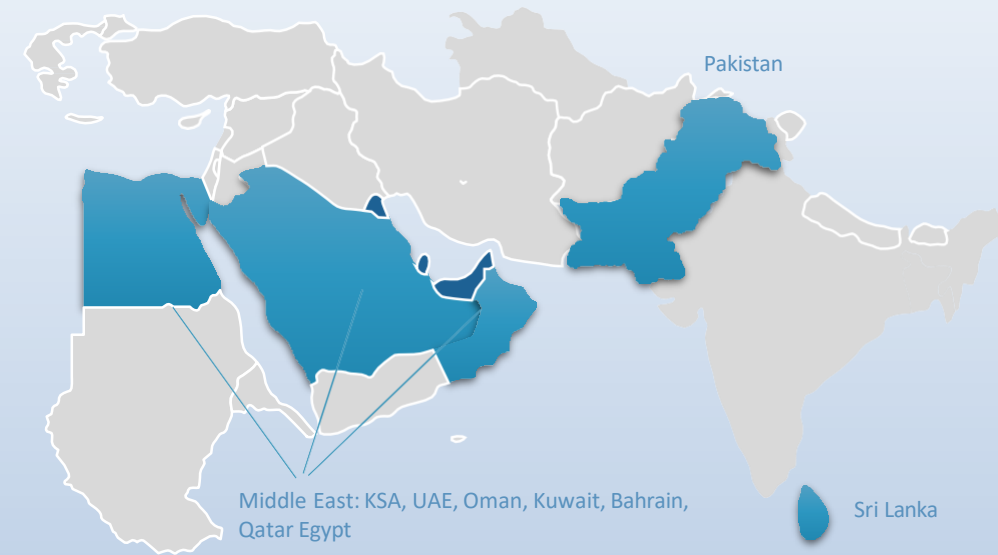 Pakistan
Middle East: KSA, UAE, Oman, Kuwait, Bahrain,
Qatar Egypt
Sri Lanka